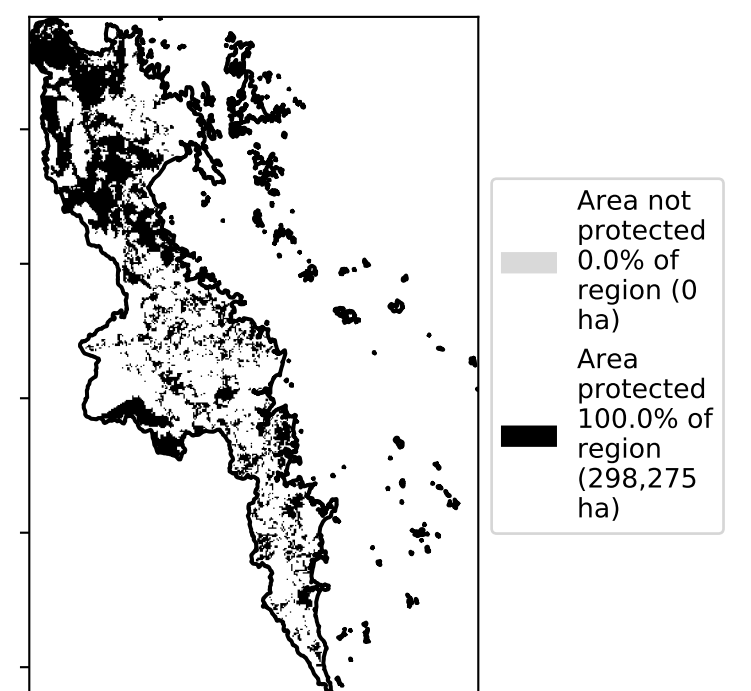 Area not
protected
0.0% of
region (0
ha)
Area
protected
100.0% of
region
(298,275
ha)